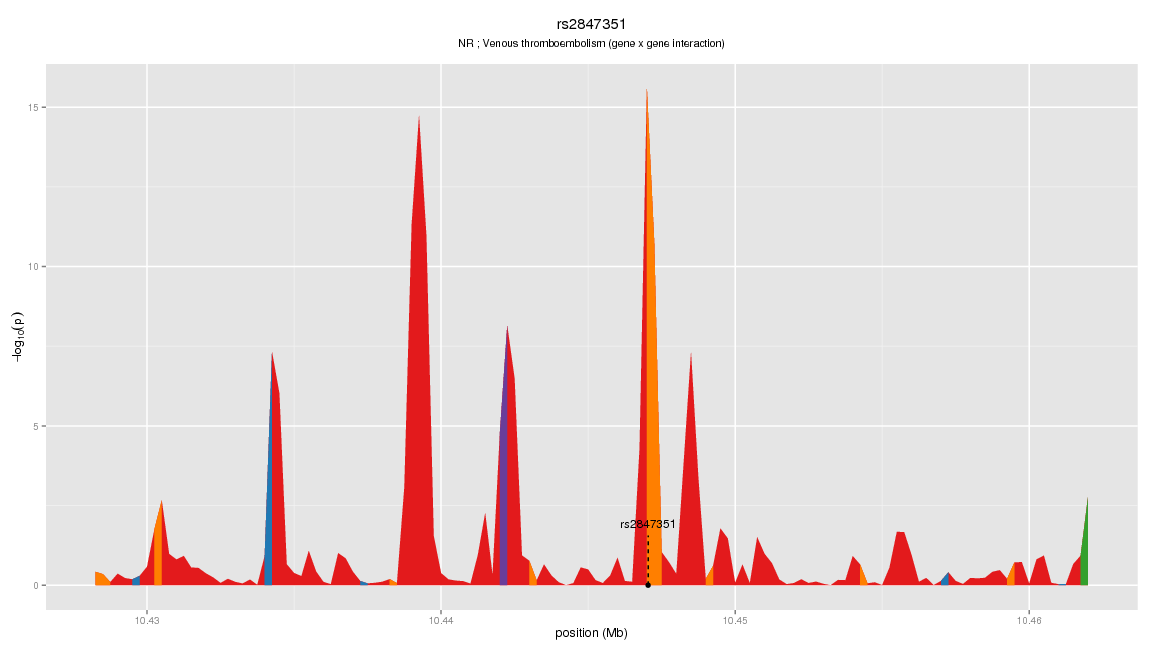 rs2847351
NR ; Venous thromboembolism (gene x gene interaction)
15
10
5
0
−log10(p)
rs2847351
10.43
10.44
10.45
10.46
position (Mb)